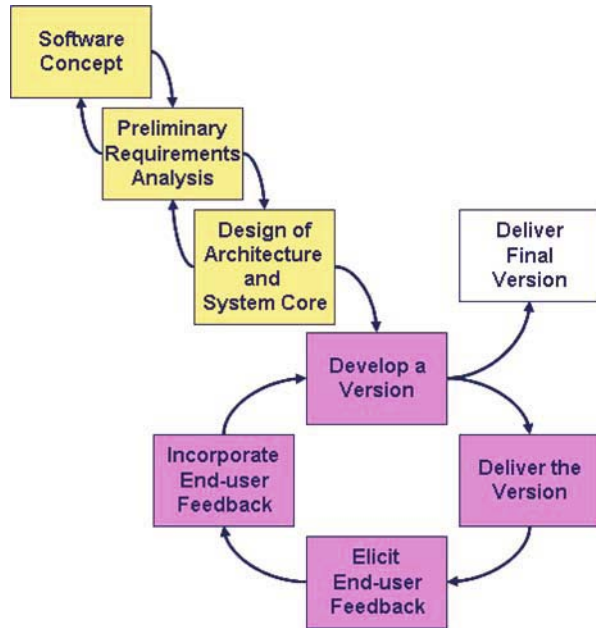 Software
Concept
Preliminary
Requirements
Analysis
Design of
Architecture
and
System Core
Deliver
Final
Version
Develop a
Version
Incorporate
End-user
Feedback
Deliver the
Version
Elicit
End-user
Feedback